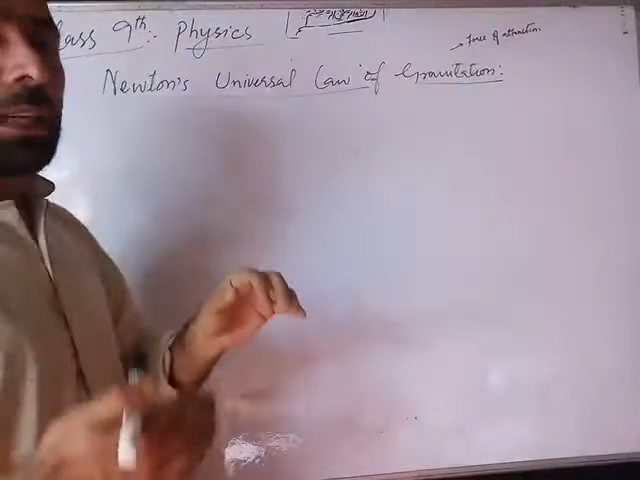 Class 9th:- Physics
force of attraction.
Newton's Universal Law of Gravitation: